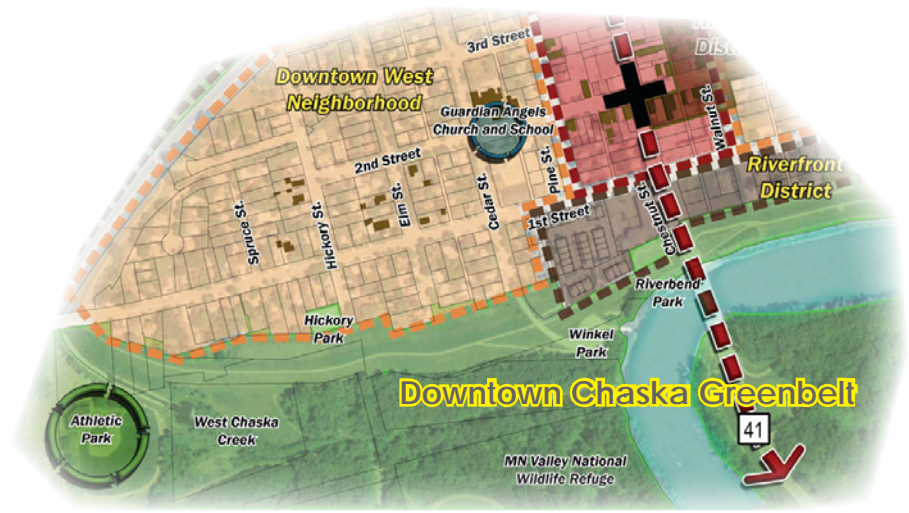 3rd Street
Downtown West
Neighborhood
Guardian Angels
Church and School
2nd Street
Pine St.
Walnut St.
Riverfront
District
Spruce St.
Hickory St.
Elm St.
Cedar St.
1st Street
Chestnut St.
Riverbend
Park
Hickory
Park
Winkel
Park
Downtown Chaska Greenbelt
Athletic
Park
West Chaska
Creek
41
MN Valley National
Wildlife Refuge